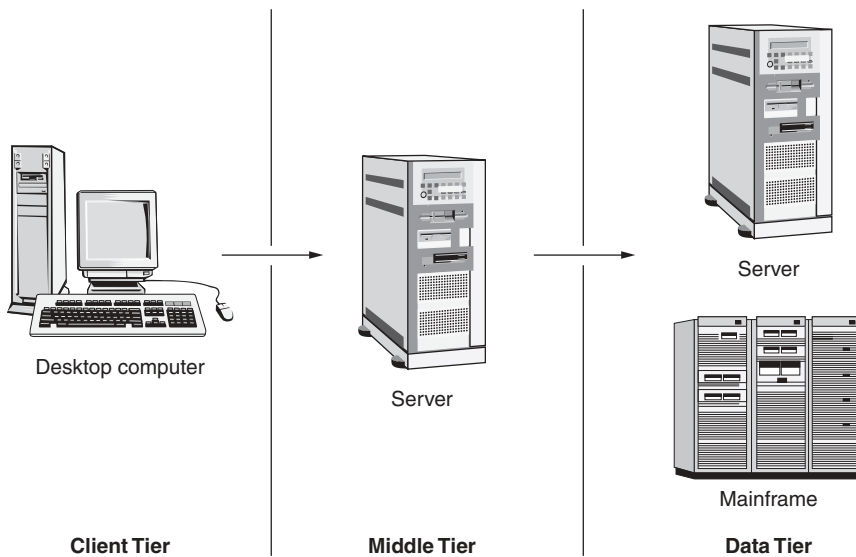 Desktop computer
Server
Server
Mainframe
Client Tier
Middle Tier
Data Tier